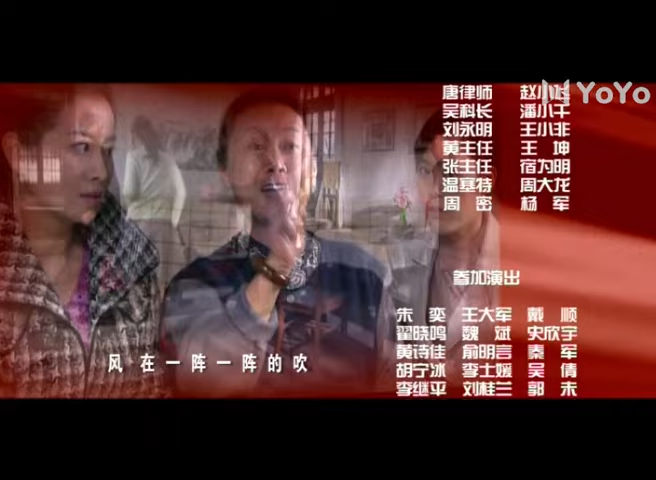 YoYo
唐律师 赵小
吴科长 潘小千
刘永明 王小非
黄主任 王 坤
张主任 宿为明
温塞特 周大龙
周 密 杨 军
参加演出
朱 奕 王大军 戴 顺
翟晓鸣 魏 斌 史欣宇
黄诗佳 俞明言 秦 军
胡宁冰 李士媛 吴 倩
李继平 刘桂兰 郭 未
风在一阵一阵的吹